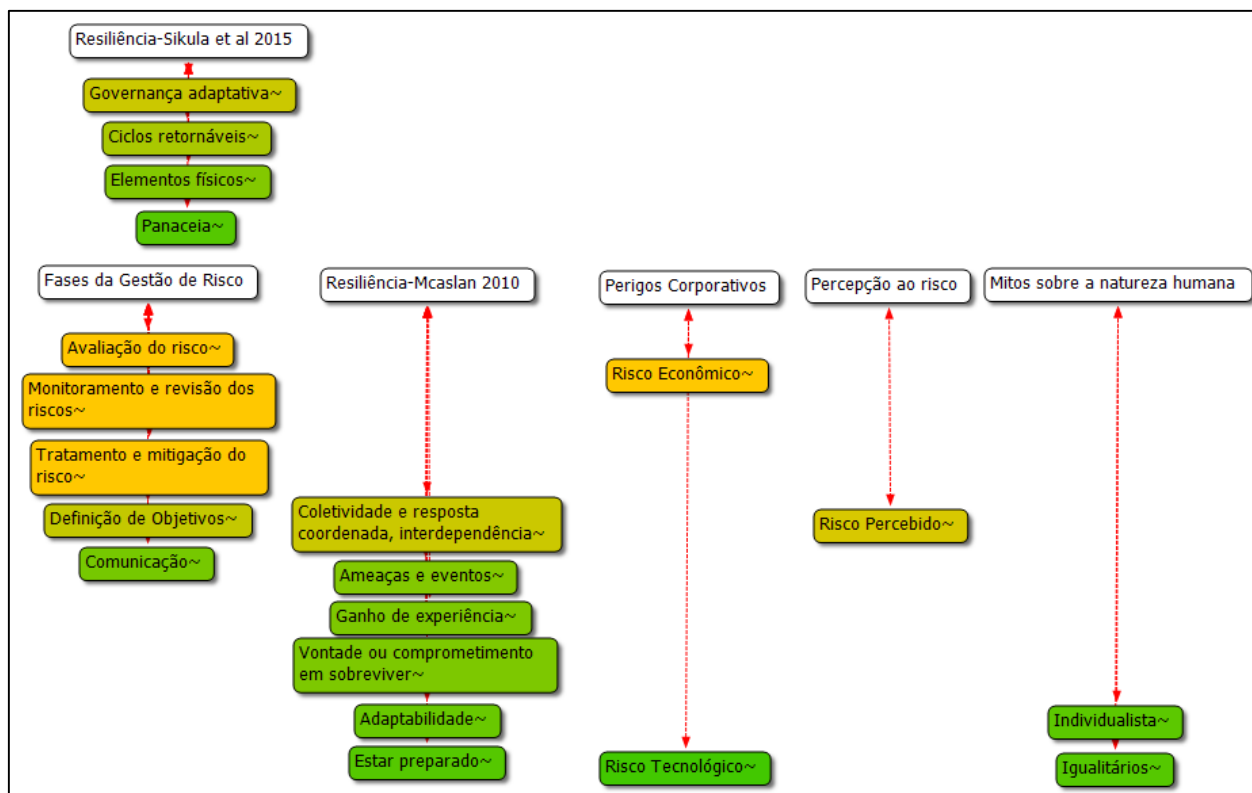 Resiliência-Sikula et al 2015
Governança adaptativa~
Ciclos retornáveis~
Elementos físicos~
Panaceia~
Fases da Gestão de Risco
Avaliação do risco~
Monitoramento e revisão dos
riscos~
Tratamento e mitigação do
risco~
Definição de Objetivos~
Comunicação~
Resiliência-Mcaslan 2010
Coletividade e resposta
coordenada, interdependência~
Ameaças e eventos~
Ganho de experiência~
Vontade ou comprometimento
em sobreviver~
Adaptabilidade~
Estar preparado~
Perigos Corporativos
Risco Econômico~
Risco Tecnológico~
Percepção ao risco
Risco Percebido~
Mitos sobre a natureza humana
Individualista~
Igualitários~